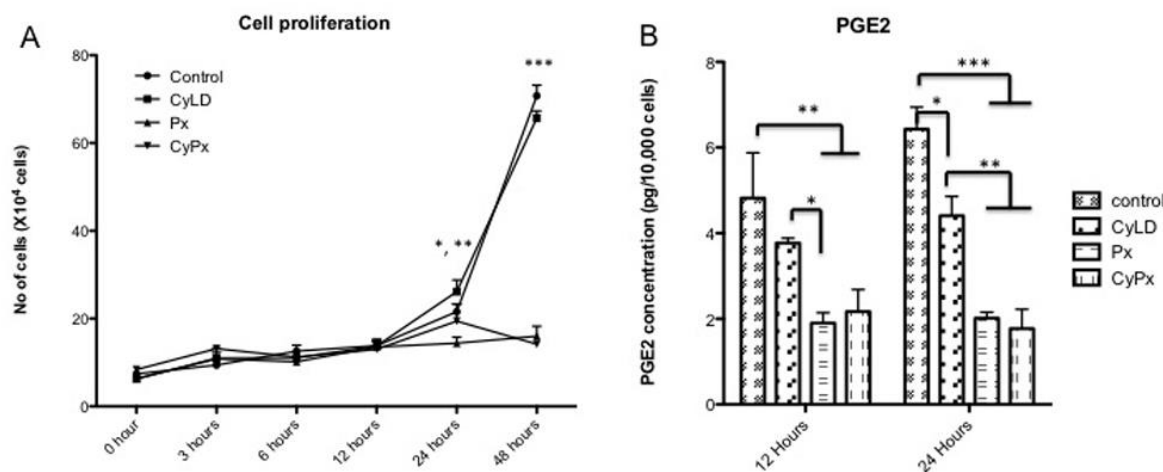 A
Cell proliferation
No of cells (X10⁴ cells)
80
60
40
20
0
Control
CyLD
Px
CyPx
*, **
***
0 hour
3 hours
6 hours
12 hours
24 hours
48 hours
B
PGE2
PGE2 concentration (pg/10,000 cells)
8
6
4
2
0
**
*
***
*
**
12 Hours
24 Hours
control
CyLD
Px
CyPx